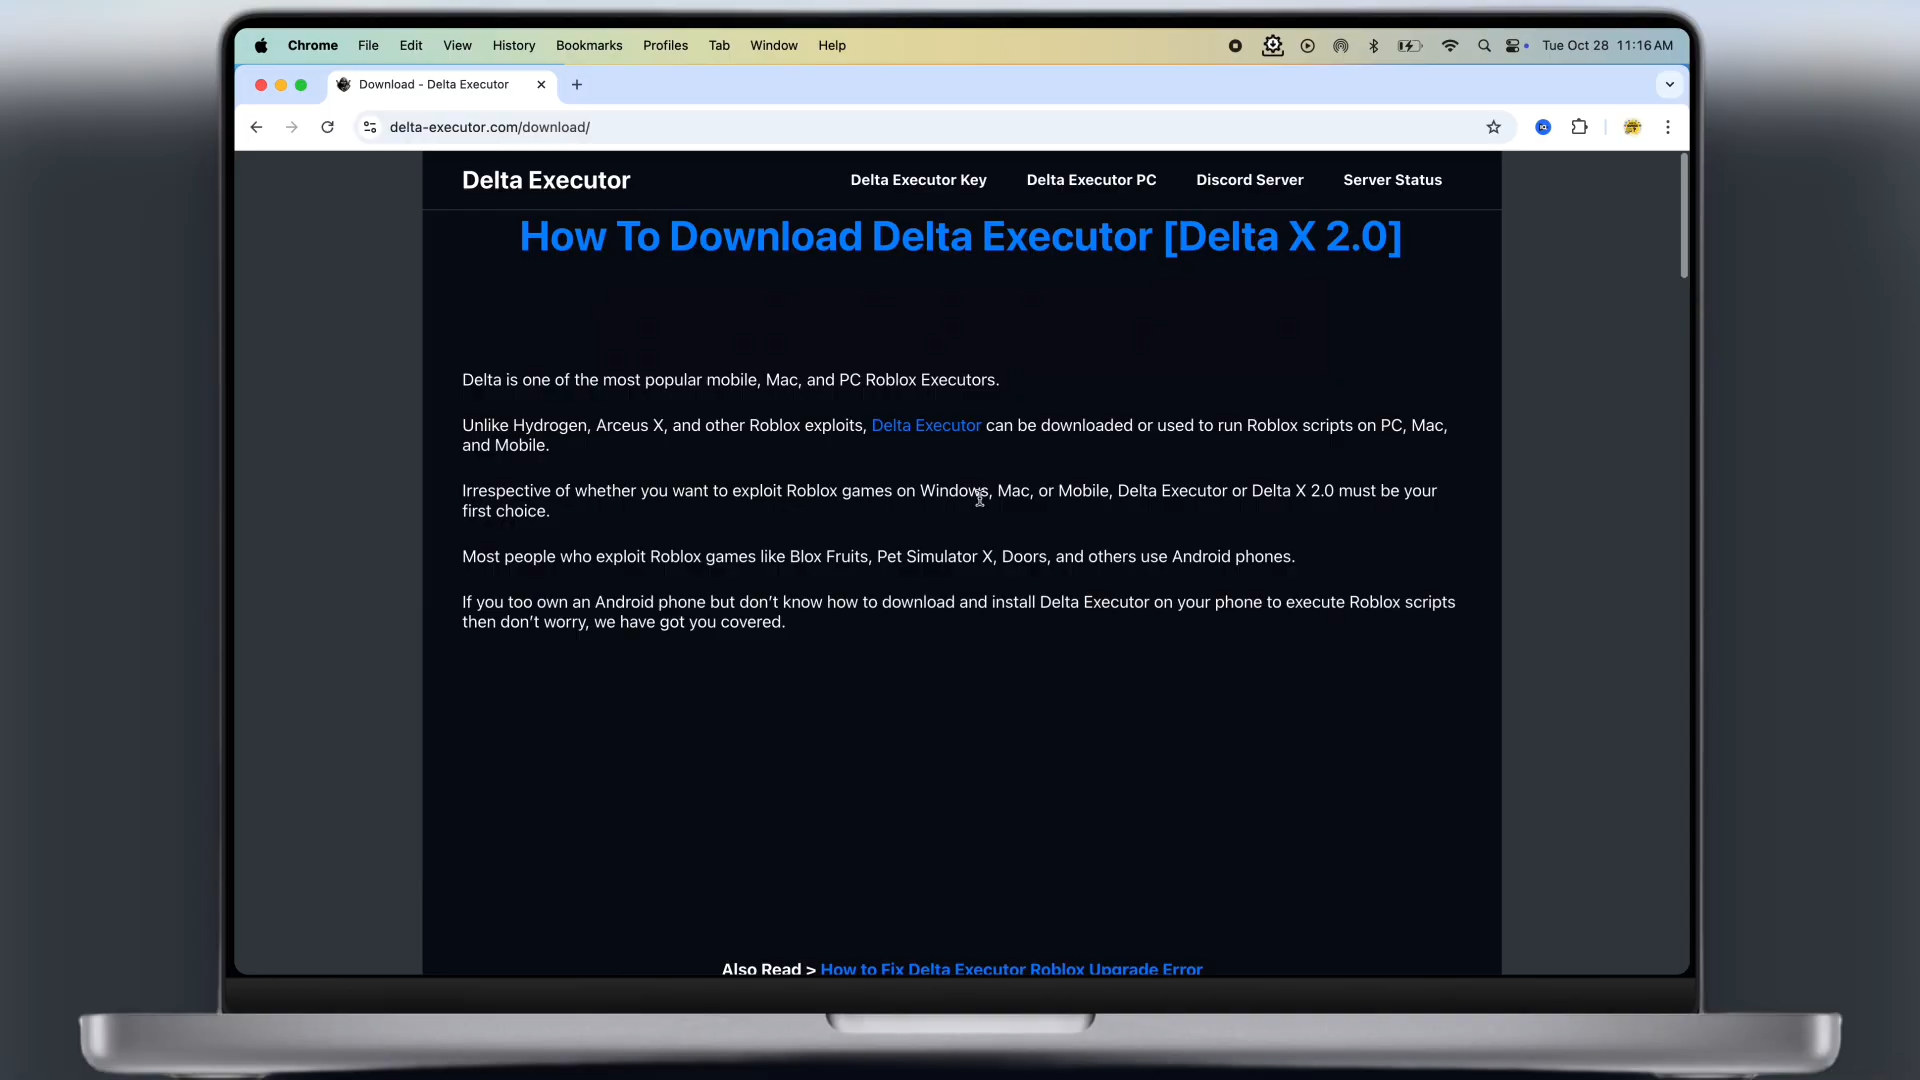 Chrome File Edit View History Bookmarks Profiles Tab Window Help Tue Oct 28 11:16 AM
Download - Delta Executor
delta-executor.com/download/
Delta Executor Delta Executor Key Delta Executor PC Discord Server Server Status
How To Download Delta Executor [Delta X 2.0]
Delta is one of the most popular mobile, Mac, and PC Roblox Executors.
Unlike Hydrogen, Arceus X, and other Roblox exploits, Delta Executor can be downloaded or used to run Roblox scripts on PC, Mac,
and Mobile.
Irrespective of whether you want to exploit Roblox games on Windows, Mac, or Mobile, Delta Executor or Delta X 2.0 must be your
first choice.
Most people who exploit Roblox games like Blox Fruits, Pet Simulator X, Doors, and others use Android phones.
If you too own an Android phone but don’t know how to download and install Delta Executor on your phone to execute Roblox scripts
then don’t worry, we have got you covered.
Also Read > How to Fix Delta Executor Roblox Upgrade Error